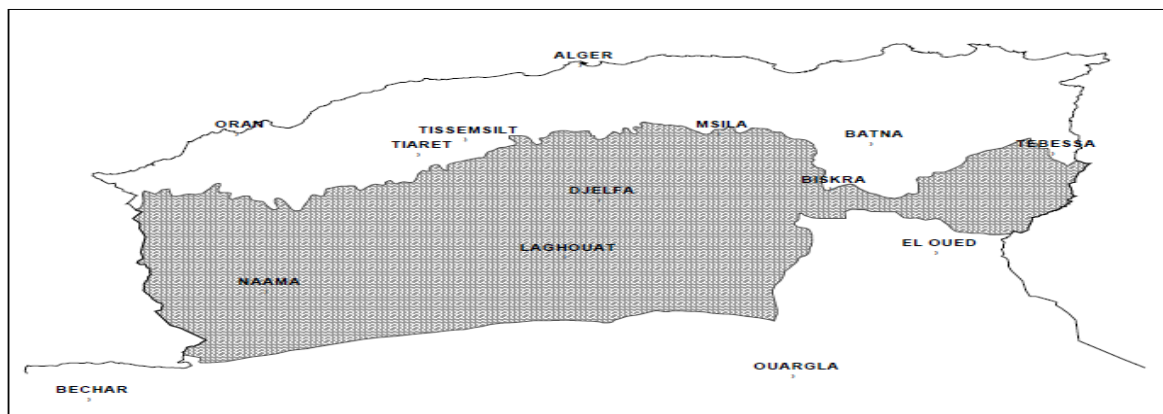 ALGER
ORAN
MSILA
TISSEMSILT
BATNA
TIARET
TEBESSA
BISKRA
DJELFA
EL OUED
LAGHOUAT
NAAMA
OUARGLA
BECHAR